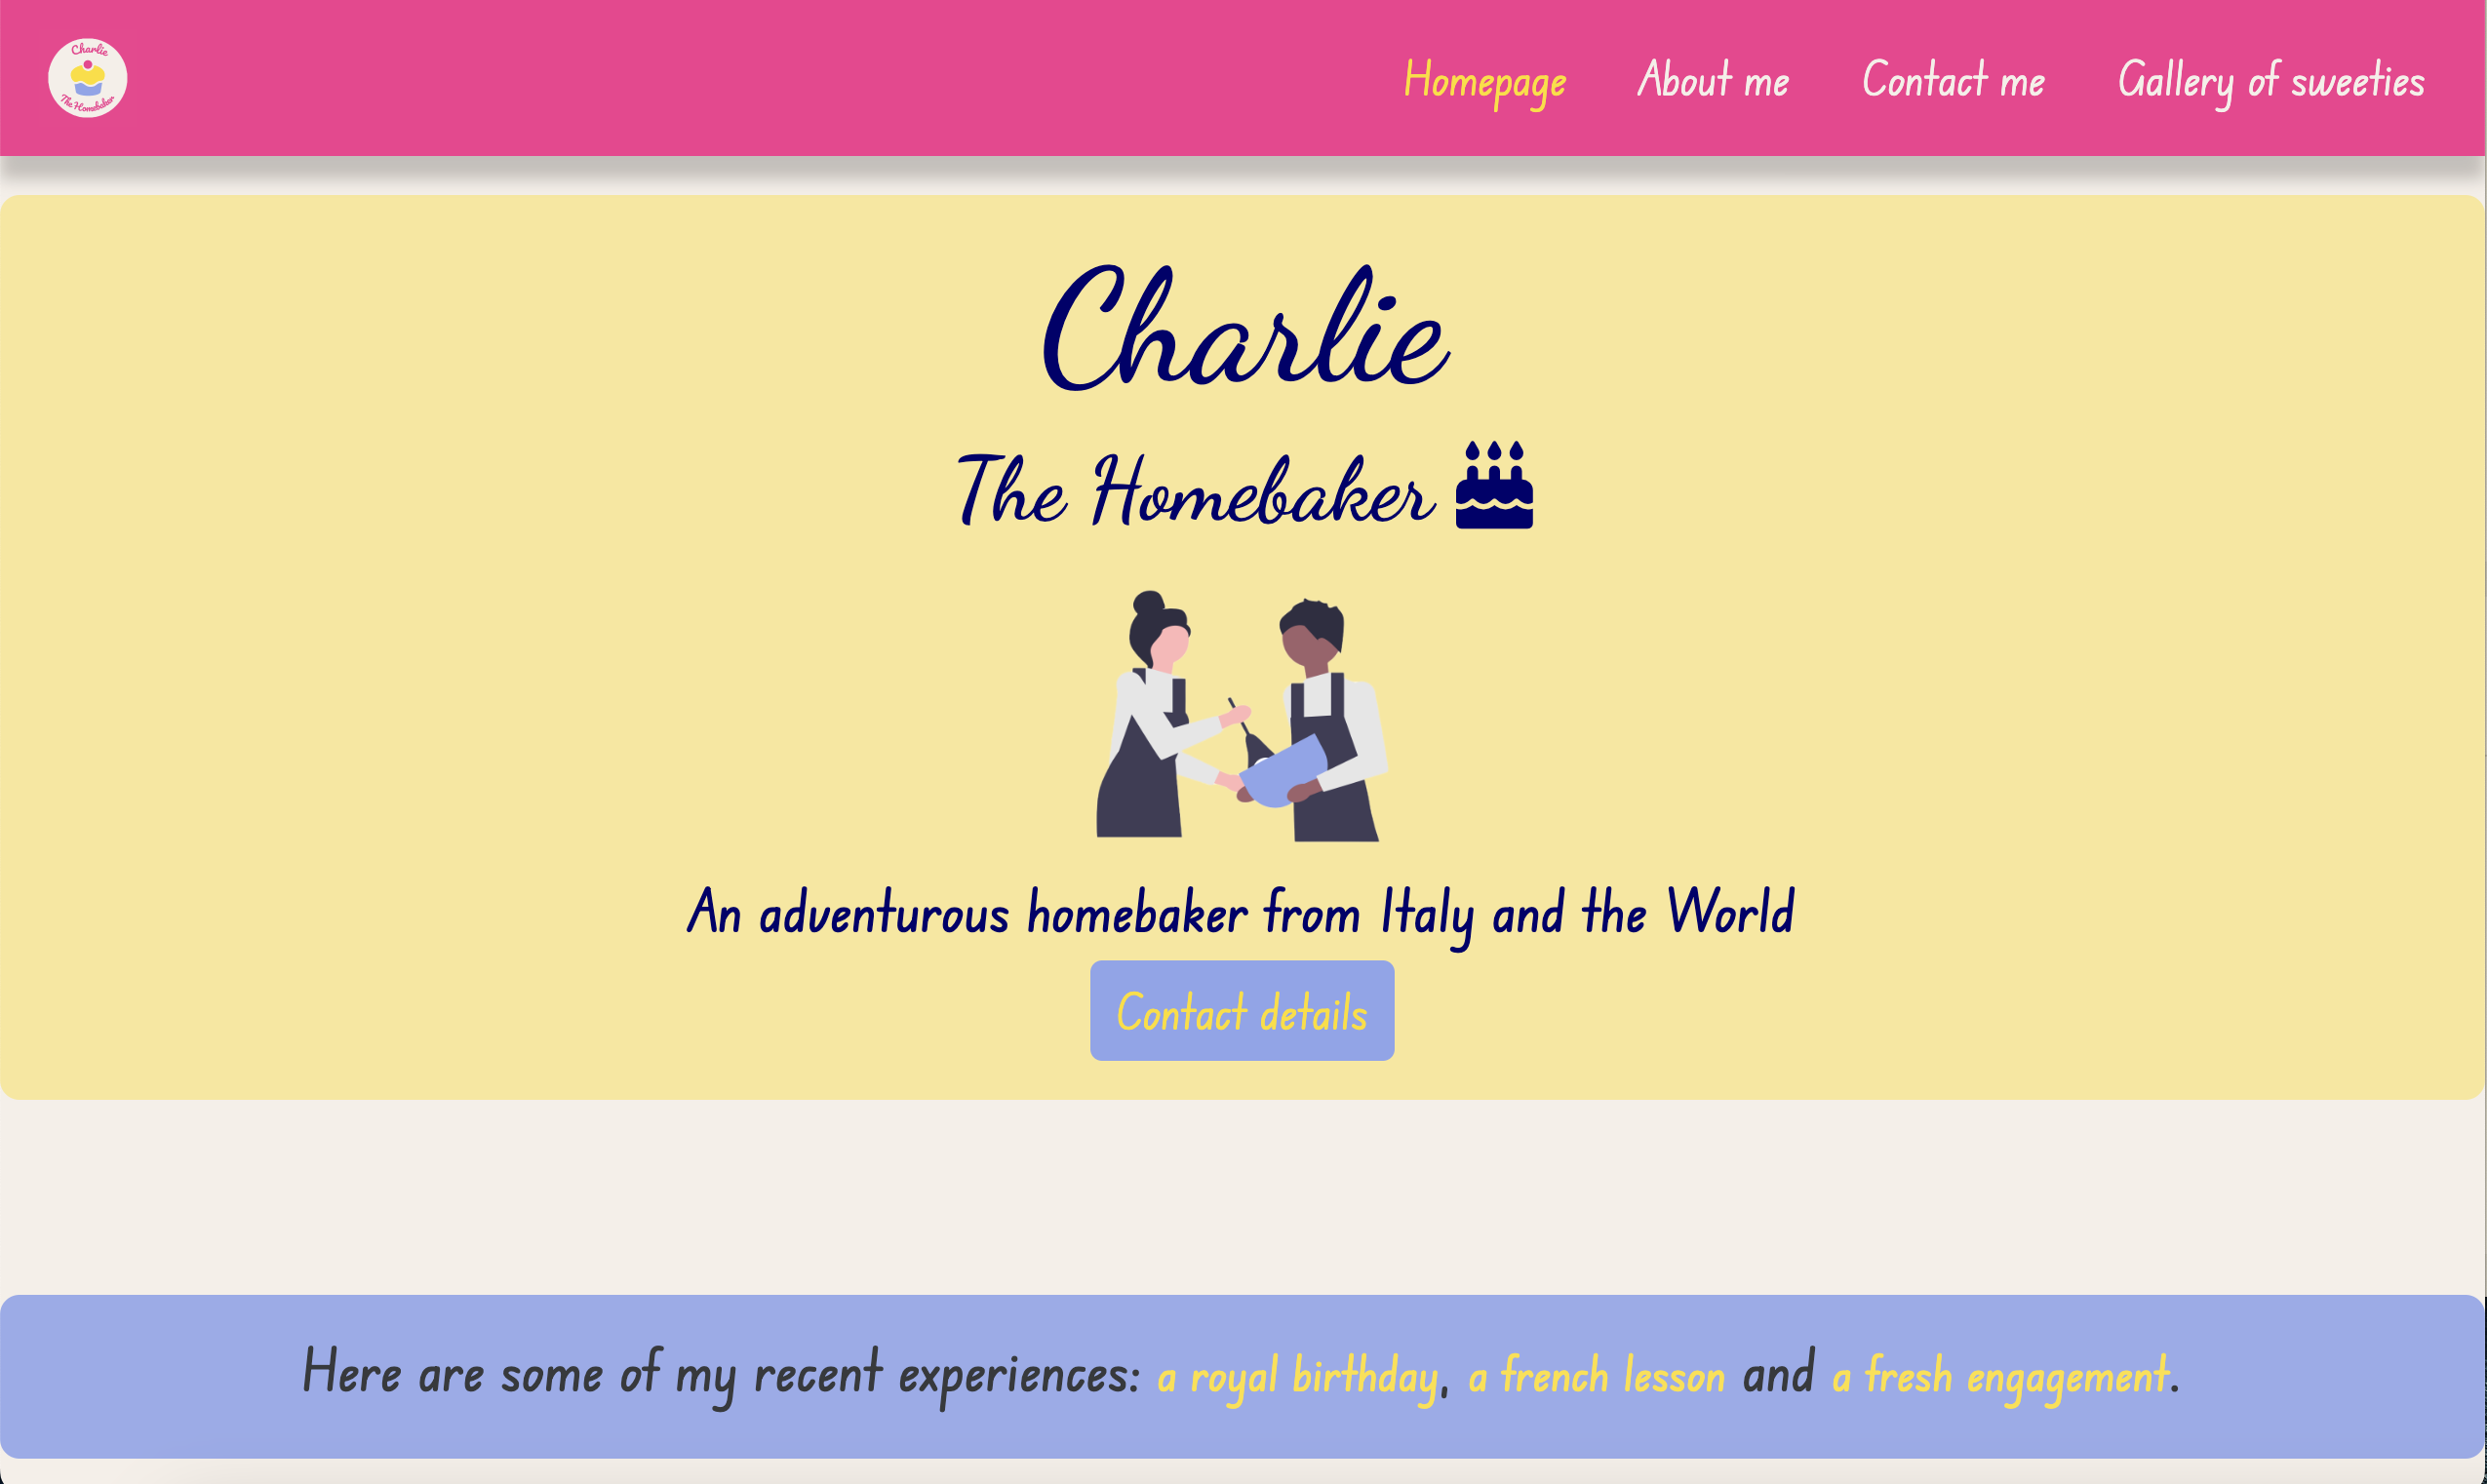 Charlie
The Homebaker
Homepage About me Contact me Gallery of sweeties
Charlie
The Homebaker
An adventurous homebaker from Italy and the World
Contact details
Here are some of my recent experiences: a royal birthday, a french lesson and a fresh engagement.